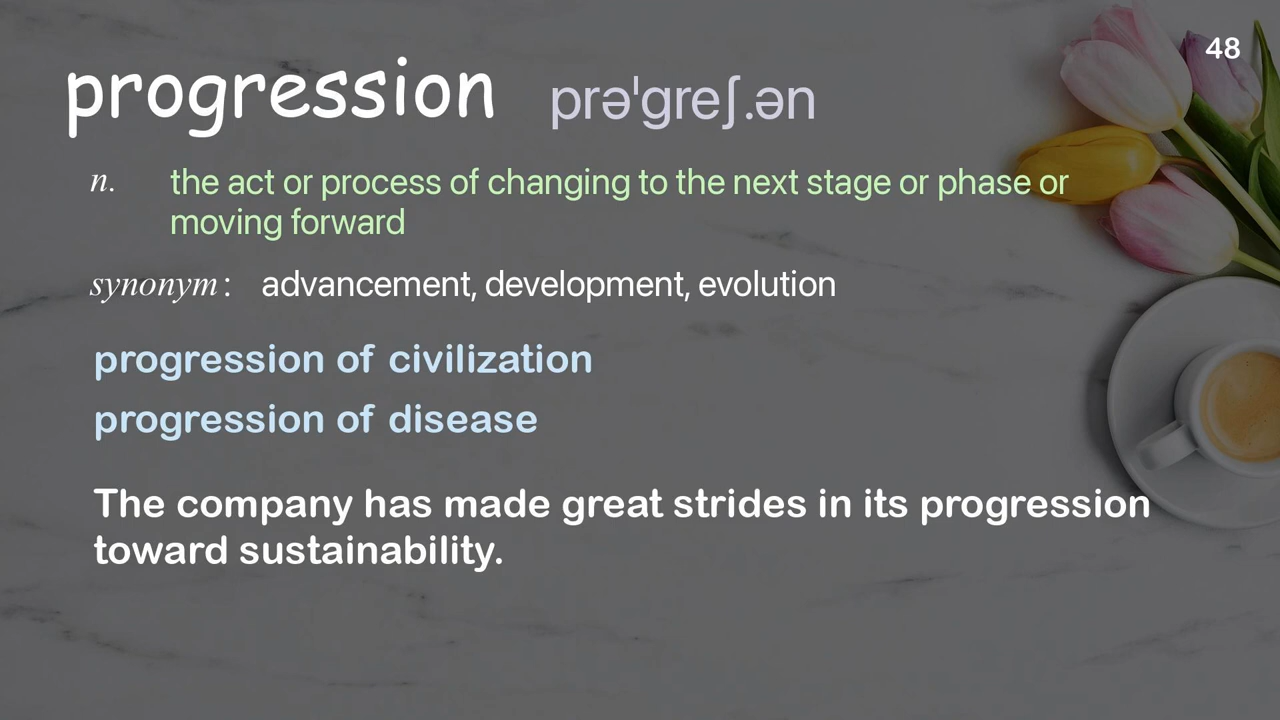 48
progression prəˈɡreʃ.ən
n. the act or process of changing to the next stage or phase or
moving forward
synonym : advancement, development, evolution
progression of civilization
progression of disease
The company has made great strides in its progression
toward sustainability.